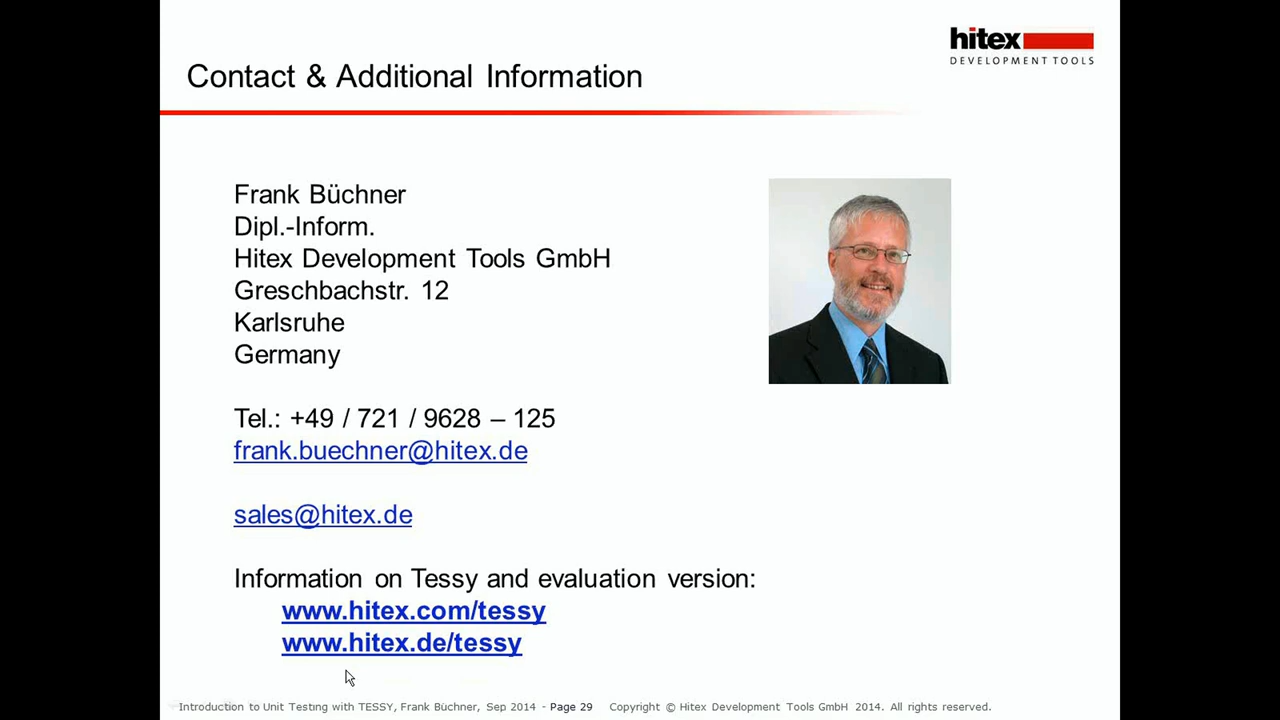 hitex
DEVELOPMENT TOOLS
Contact & Additional Information
Frank Büchner
Dipl.-Inform.
Hitex Development Tools GmbH
Greschbachstr. 12
Karlsruhe
Germany
Tel.: +49 / 721 / 9628 – 125
frank.buechner@hitex.de
sales@hitex.de
Information on Tessy and evaluation version:
www.hitex.com/tessy
www.hitex.de/tessy
Introduction to Unit Testing with TESSY, Frank Büchner, Sep 2014 - Page 29 Copyright © Hitex Development Tools GmbH 2014. All rights reserved.